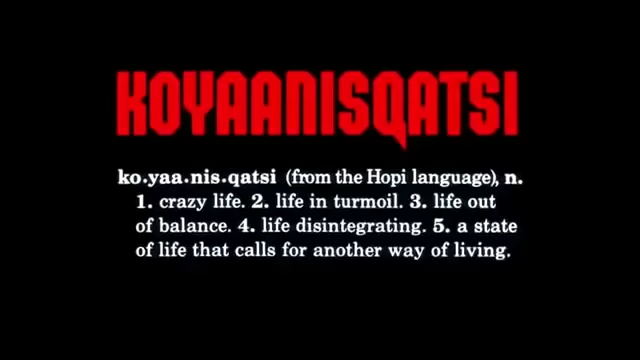 KOYAANISQATSI
ko.yaa.nis.qatsi (from the Hopi language), n.
1. crazy life. 2. life in turmoil. 3. life out
of balance. 4. life disintegrating. 5. a state
of life that calls for another way of living.